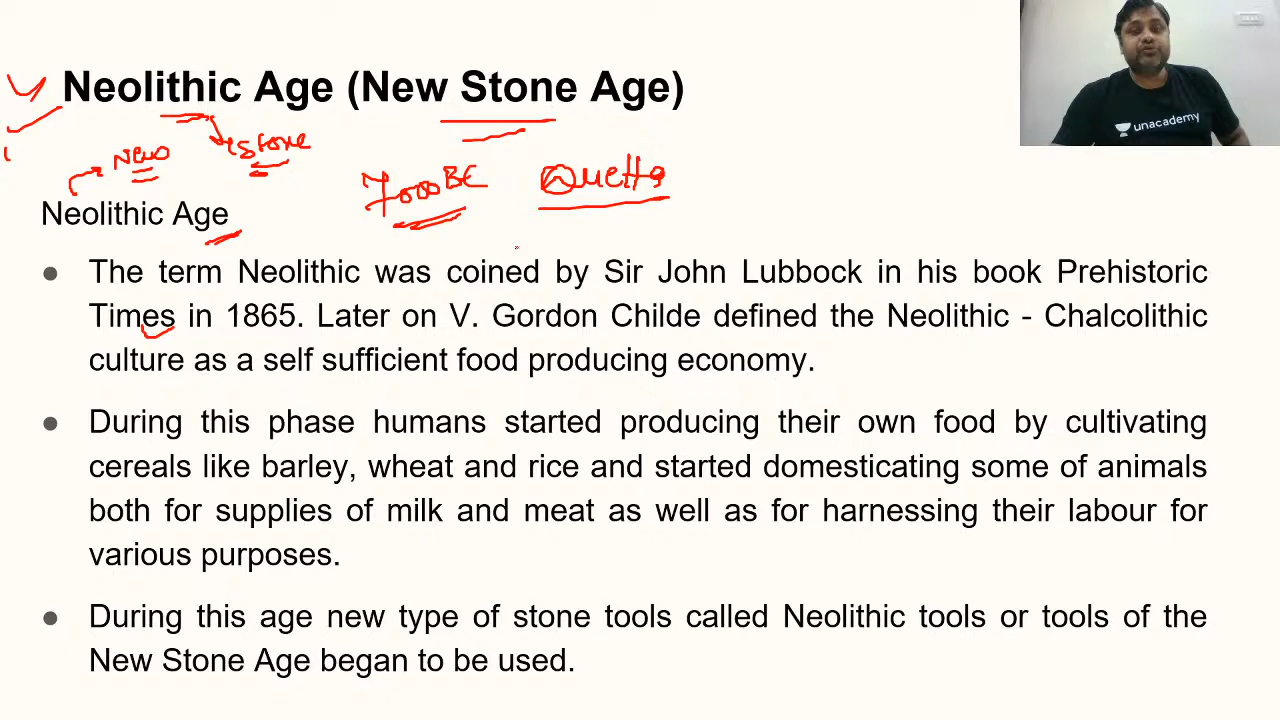 Neolithic Age (New Stone Age)
unacademy
New
Stone
7000 BC Quetta
Neolithic Age
● The term Neolithic was coined by Sir John Lubbock in his book Prehistoric
Times in 1865. Later on V. Gordon Childe defined the Neolithic - Chalcolithic
culture as a self sufficient food producing economy.
● During this phase humans started producing their own food by cultivating
cereals like barley, wheat and rice and started domesticating some of animals
both for supplies of milk and meat as well as for harnessing their labour for
various purposes.
● During this age new type of stone tools called Neolithic tools or tools of the
New Stone Age began to be used.